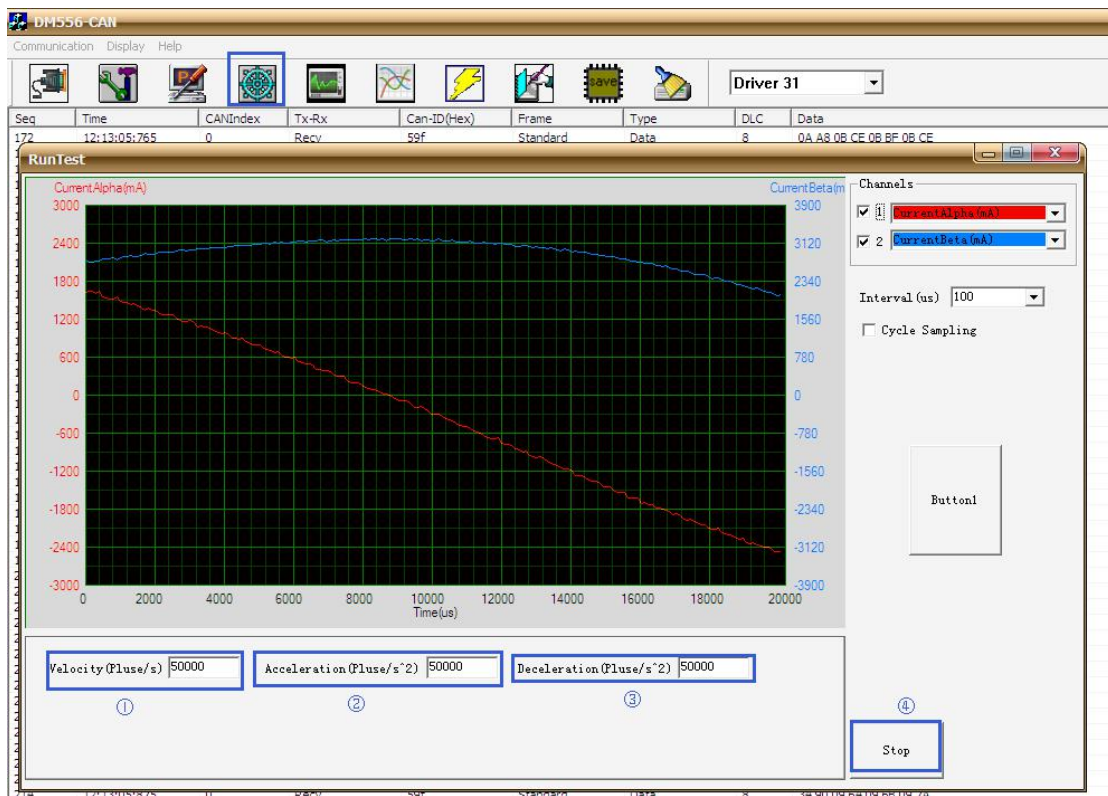 DM556-CAN
Communication Display Help
P
save
Driver 31
Seq Time CANIndex Tx-Rx Can-ID(Hex) Frame Type DLC Data
172 12:13:05:765 0 Recv 59f Standard Data 8 0A A8 0B CE 0B BF 0B CE
RunTest
CurrentAlpha(mA) CurrentBeta(m
3000 3900
2400 3120
1800 2340
1200 1560
600 780
0 0
-600 -780
-1200 -1560
-1800 -2340
-2400 -3120
-3000 -3900
0 2000 4000 6000 8000 10000 12000 14000 16000 18000 20000
Time(us)
Channels
1 CurrentAlpha(mA)
2 CurrentBeta(mA)
Interval(us) 100
Cycle Sampling
Button1
Velocity(Pluse/s) 50000 Acceleration(Pluse/s^2) 50000 Deceleration(Pluse/s^2) 50000
① ② ③ ④
Stop